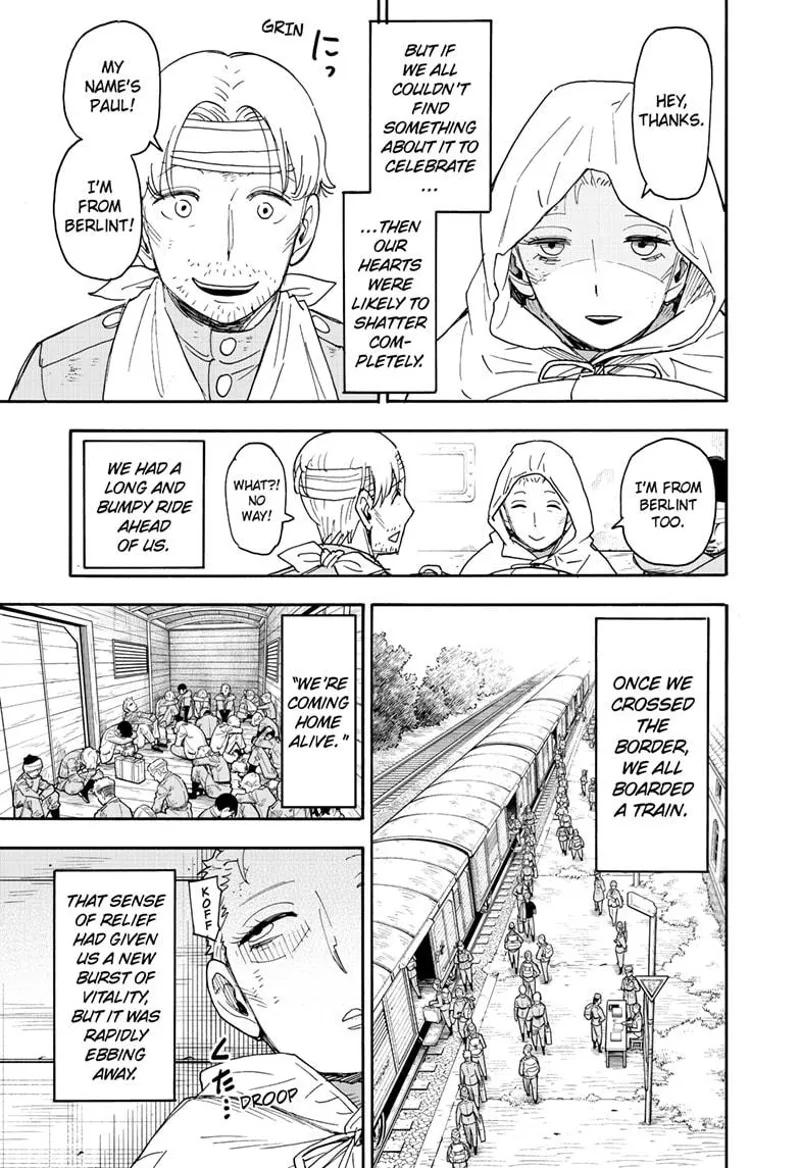 HEY,
THANKS.
BUT IF
WE ALL
COULDN'T
FIND
SOMETHING
ABOUT IT TO
CELEBRATE
...
...THEN
OUR
HEARTS
WERE
LIKELY TO
SHATTER
COM-
PLETELY.
GRIN
にっ
MY
NAME'S
PAUL!
I'M
FROM
BERLINT!
I'M FROM
BERLINT
TOO.
WHAT?!
NO
WAY!
WE HAD A
LONG AND
BUMPY RIDE
AHEAD
OF US.
ONCE WE
CROSSED
THE
BORDER,
WE ALL
BOARDED
A TRAIN.
"WE'RE
COMING
HOME
ALIVE."
KOFF
THAT SENSE
OF RELIEF
HAD GIVEN
US A NEW
BURST OF
VITALITY,
BUT IT WAS
RAPIDLY
EBBING
AWAY.
くた...
DROOP